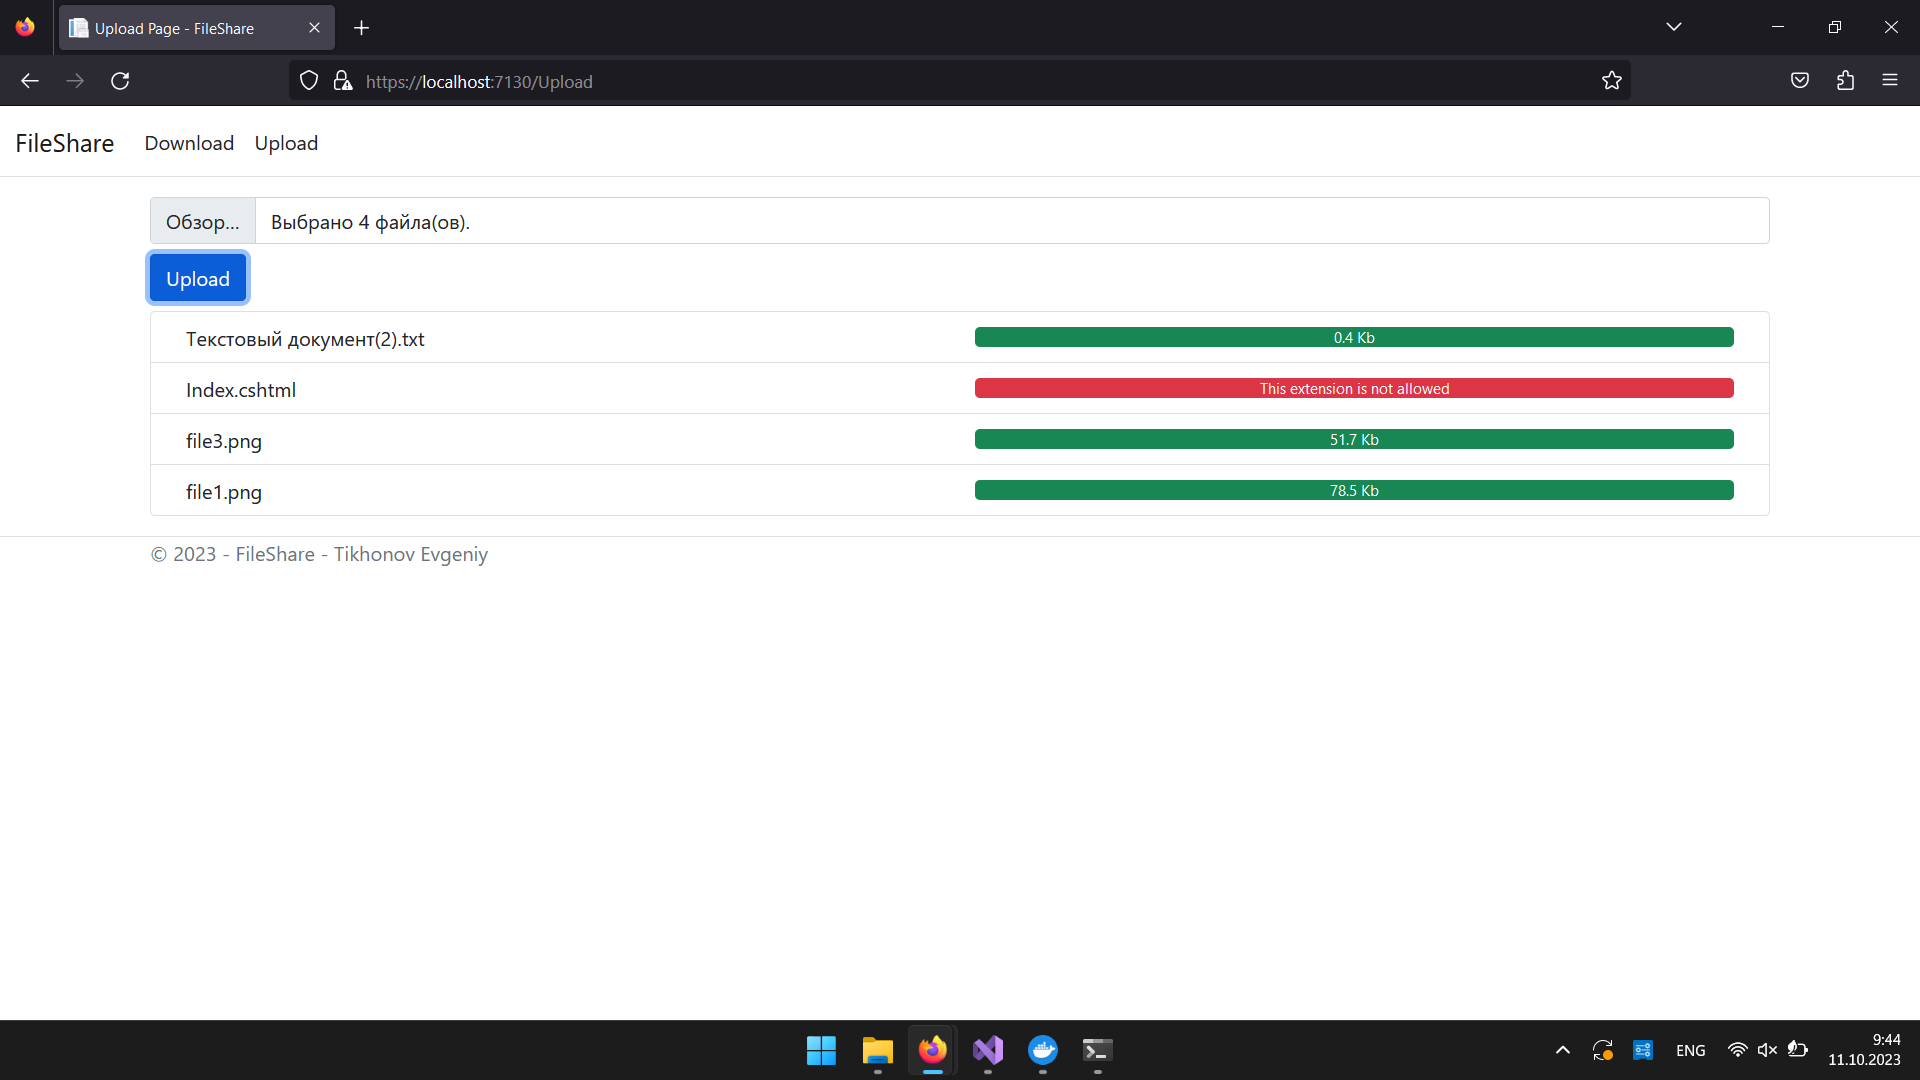 Upload Page - FileShare
https://localhost:7130/Upload
FileShare Download Upload
Обзор... Выбрано 4 файла(ов).
Upload
Текстовый документ(2).txt 0.4 Kb
Index.cshtml This extension is not allowed
file3.png 51.7 Kb
file1.png 78.5 Kb
© 2023 - FileShare - Tikhonov Evgeniy
ENG
9:44
11.10.2023